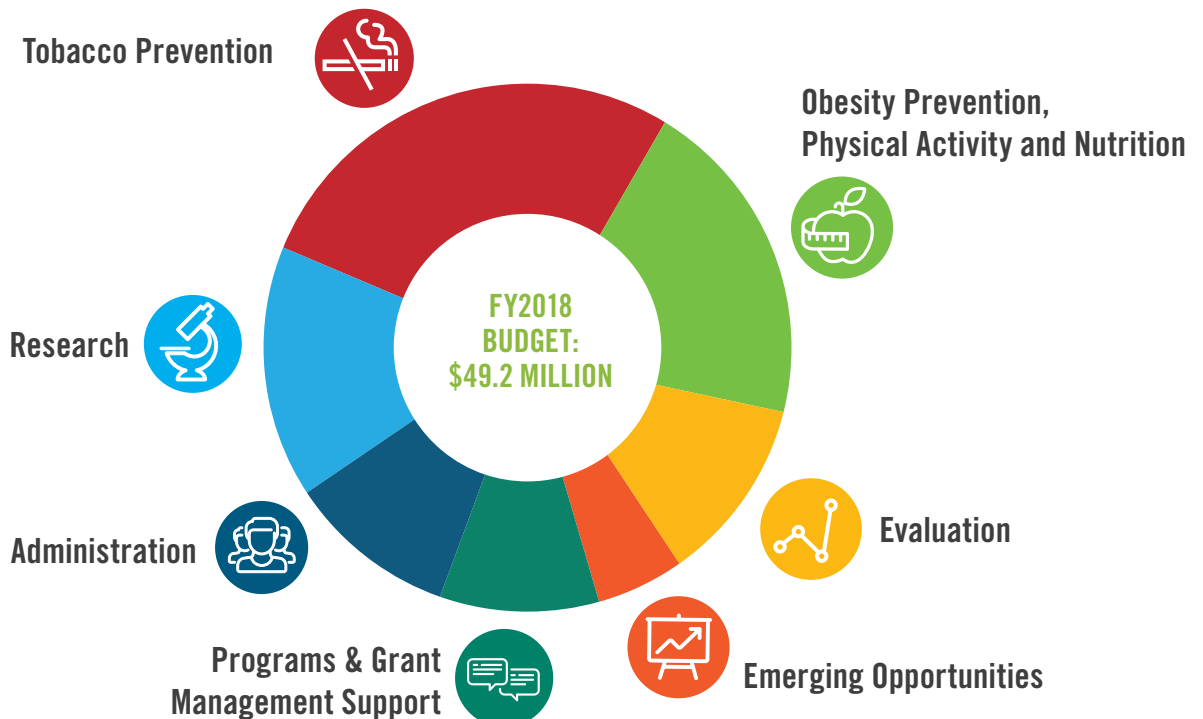 Tobacco Prevention
Obesity Prevention,
Physical Activity and Nutrition
FY2018
BUDGET:
$49.2 MILLION
Research
Evaluation
Administration
Programs & Grant
Management Support
Emerging Opportunities